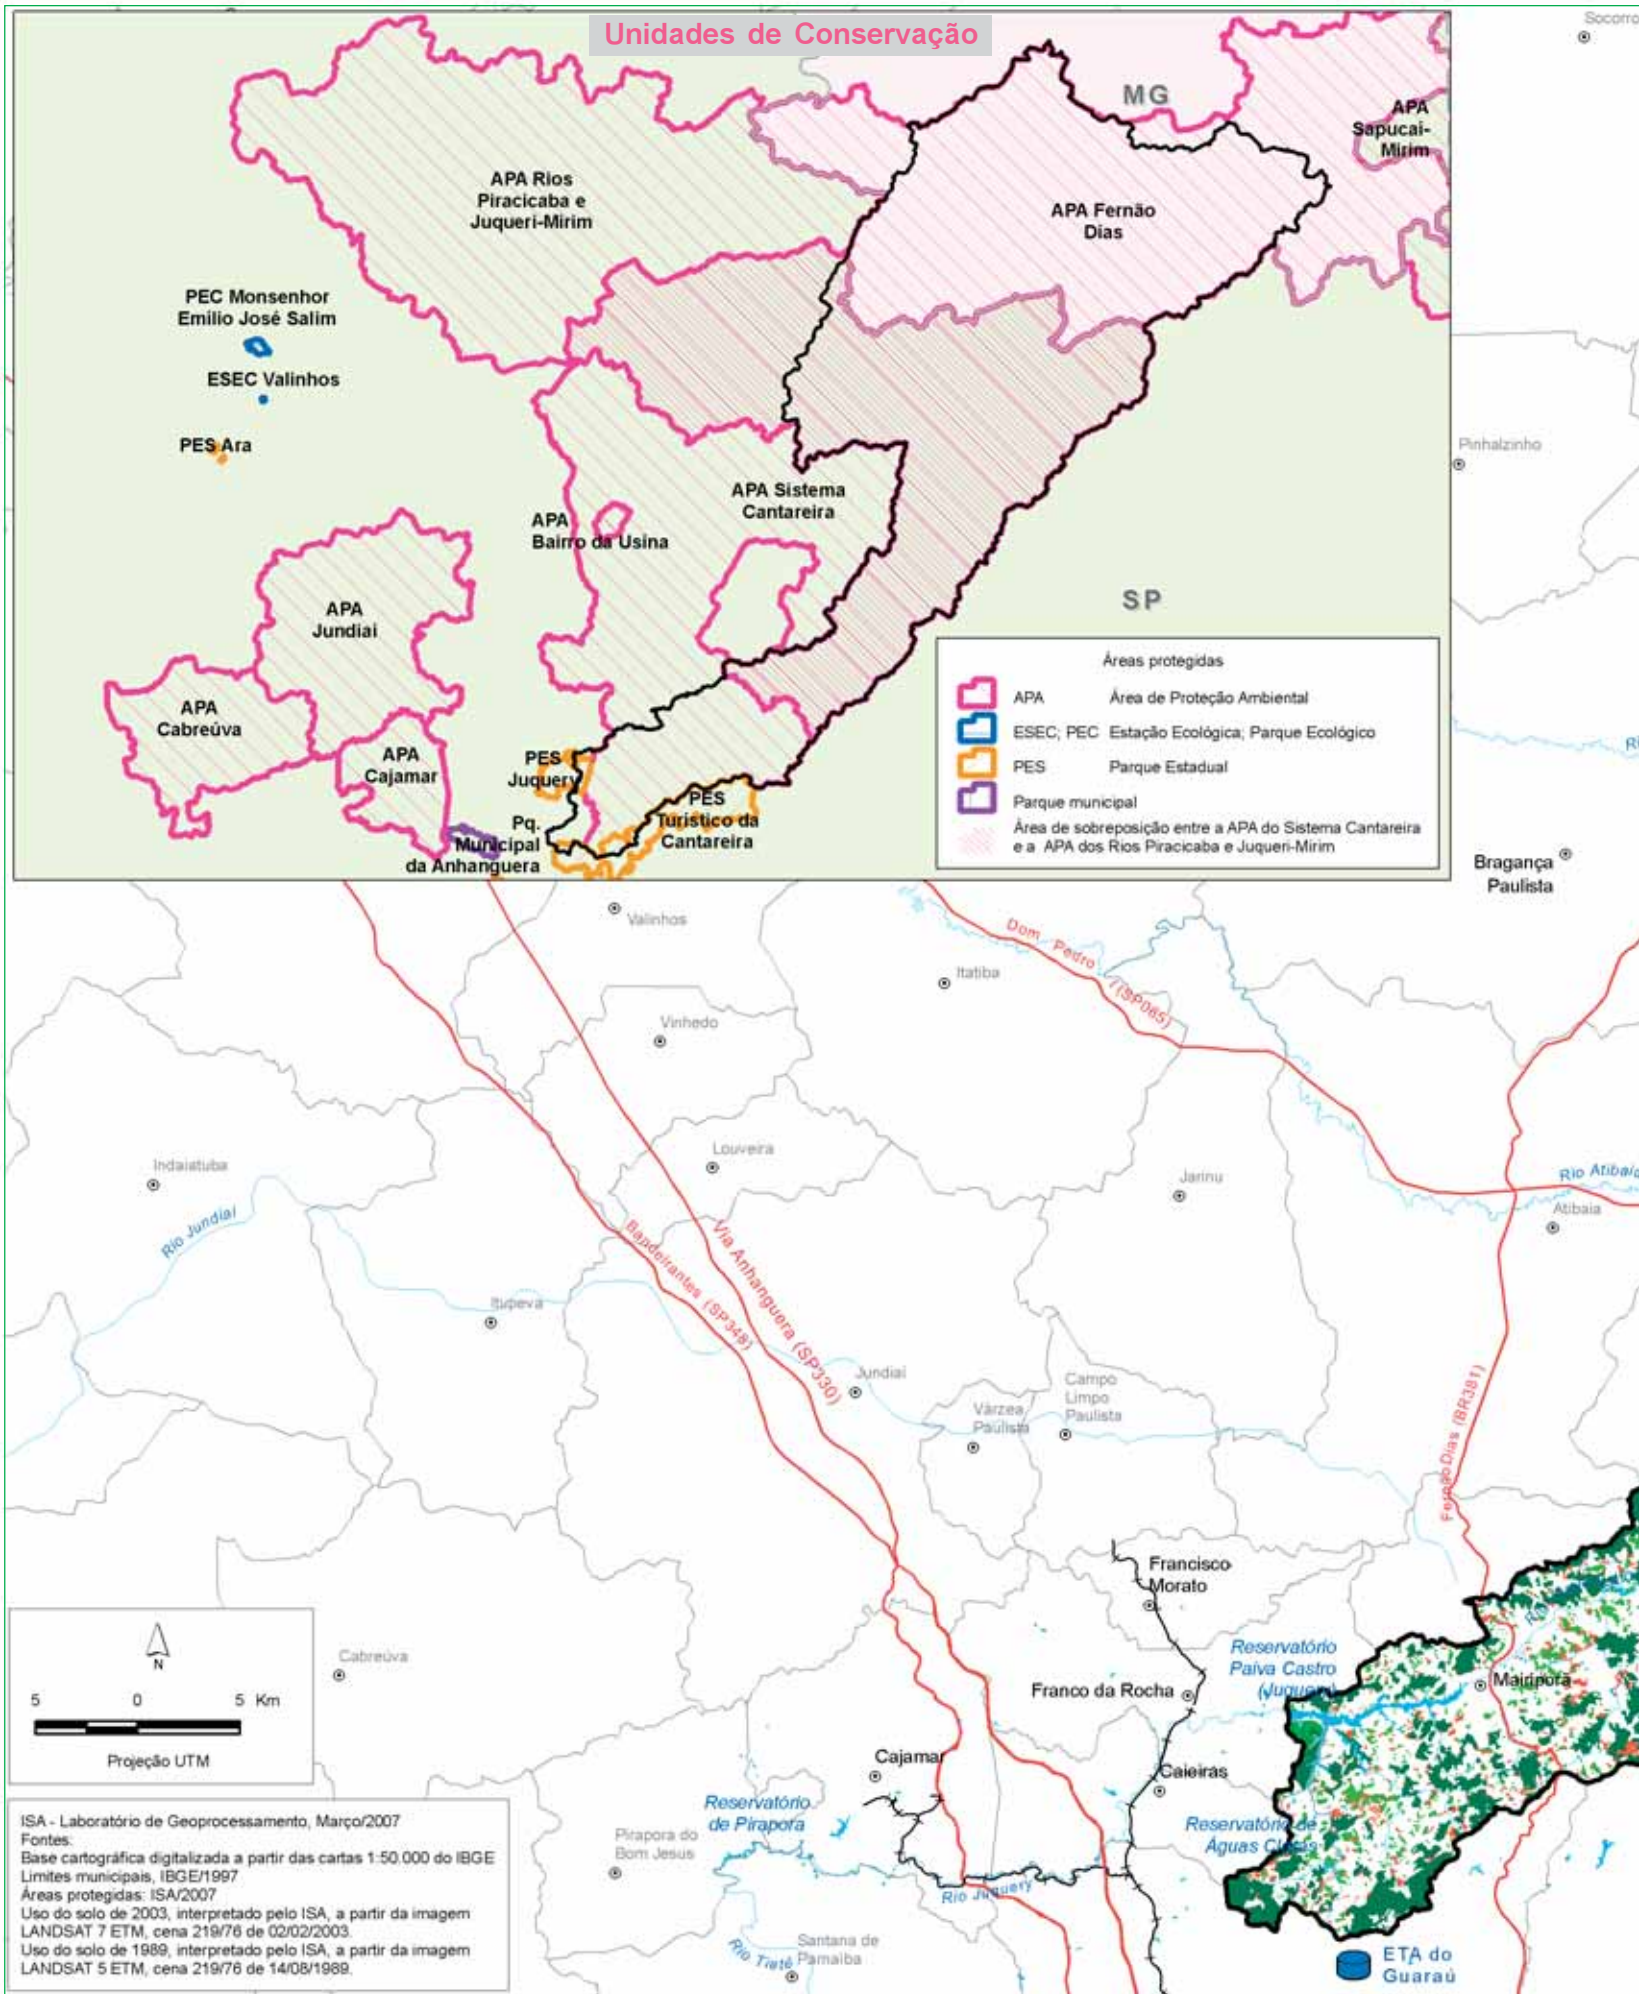 Unidades de Conservação
Socorro
MG
APA
Sapucaí-
Mirim
APA Rios
Piracicaba e
Juqueri-Mirim
APA Fernão
Dias
PEC Monsenhor
Emílio José Salim
ESEC Valinhos
PES Ara
APA Sistema
Cantareira
APA
Bairro da Usina
APA
Jundiaí
SP
APA
Cabreúva
APA
Cajamar
PES
Juquery
PES
Turístico da
Cantareira
Pq.
Municipal
da Anhanguera
Áreas protegidas
APA Área de Proteção Ambiental
ESEC; PEC Estação Ecológica; Parque Ecológico
PES Parque Estadual
Parque municipal
Área de sobreposição entre a APA do Sistema Cantareira
e a APA dos Rios Piracicaba e Juqueri-Mirim
Pinhalzinho
Bragança
Paulista
Valinhos
Dom Pedro I (SP065)
Itatiba
Vinhedo
Louveira
Indaiatuba
Jarinu
Rio Atibaia
Atibaia
Rio Jundiaí
Bandeirantes (SP348)
Via Anhanguera (SP330)
Itupeva
Jundiaí
Várzea
Paulista
Campo
Limpo
Paulista
Fernão Dias (BR381)
Francisco
Morato
Cabreúva
Reservatório
Paiva Castro
(Juquery)
Mairiporã
Franco da Rocha
N
5 0 5 Km
Projeção UTM
Cajamar
Caieiras
Reservatório
de Pirapora
Reservatório de
Águas Claras
Pirapora do
Bom Jesus
Rio Juquery
Rio Tietê
Santana de
Parnaíba
ETA do
Guaraú
ISA - Laboratório de Geoprocessamento, Março/2007
Fontes:
Base cartográfica digitalizada a partir das cartas 1:50.000 do IBGE
Limites municipais, IBGE/1997
Áreas protegidas: ISA/2007
Uso do solo de 2003, interpretado pelo ISA, a partir da imagem
LANDSAT 7 ETM, cena 219/76 de 02/02/2003.
Uso do solo de 1989, interpretado pelo ISA, a partir da imagem
LANDSAT 5 ETM, cena 219/76 de 14/08/1989.